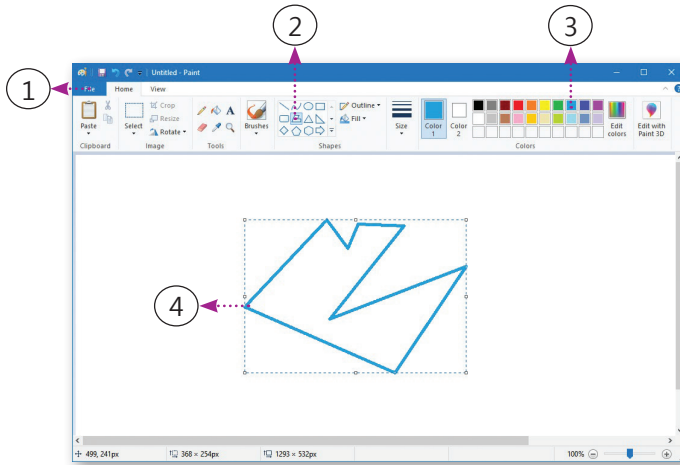 2
3
1
4
Untitled - Paint
File Home View
Paste
Select
Crop
Resize
Rotate
A
Brushes
Outline
Fill
Size
Color 1
Color 2
Edit colors
Edit with Paint 3D
Clipboard Image Tools Shapes Colors
499, 241px 368 × 254px 1293 × 532px 100%